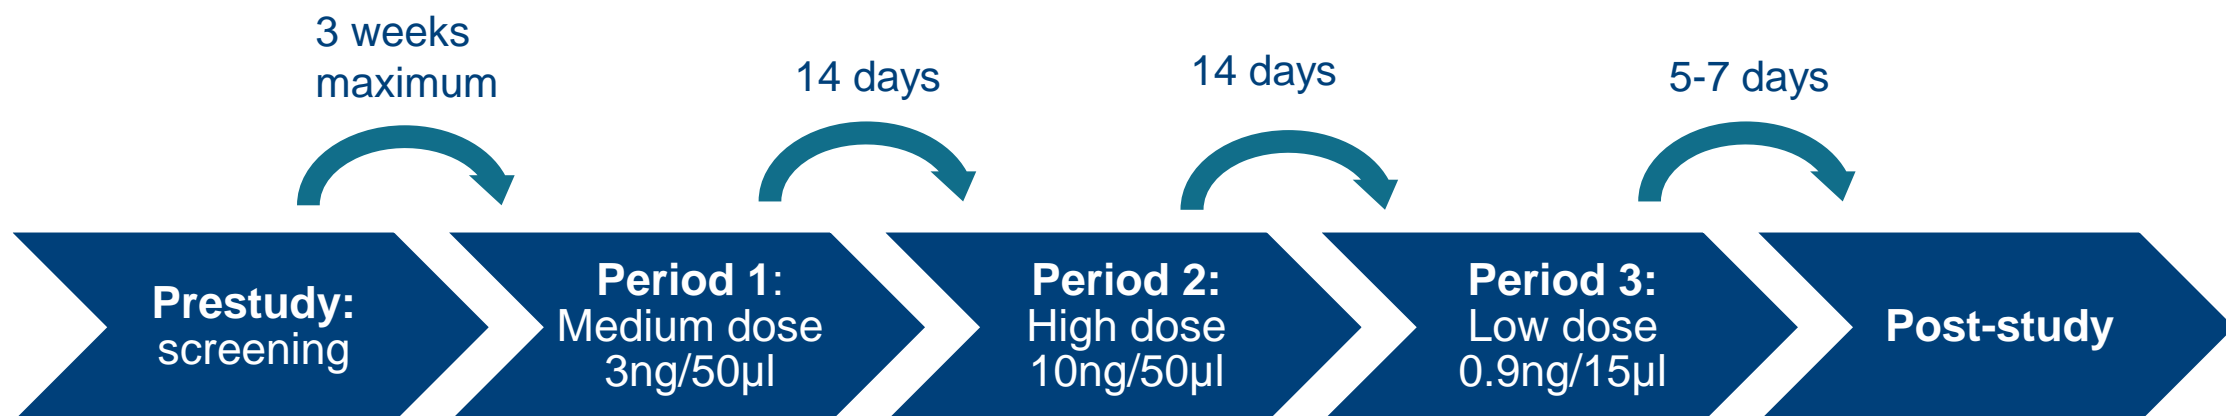 3 weeks
maximum
14 days
14 days
5-7 days
Prestudy:
screening
Period 1:
Medium dose
3ng/50µl
Period 2:
High dose
10ng/50µl
Period 3:
Low dose
0.9ng/15µl
Post-study